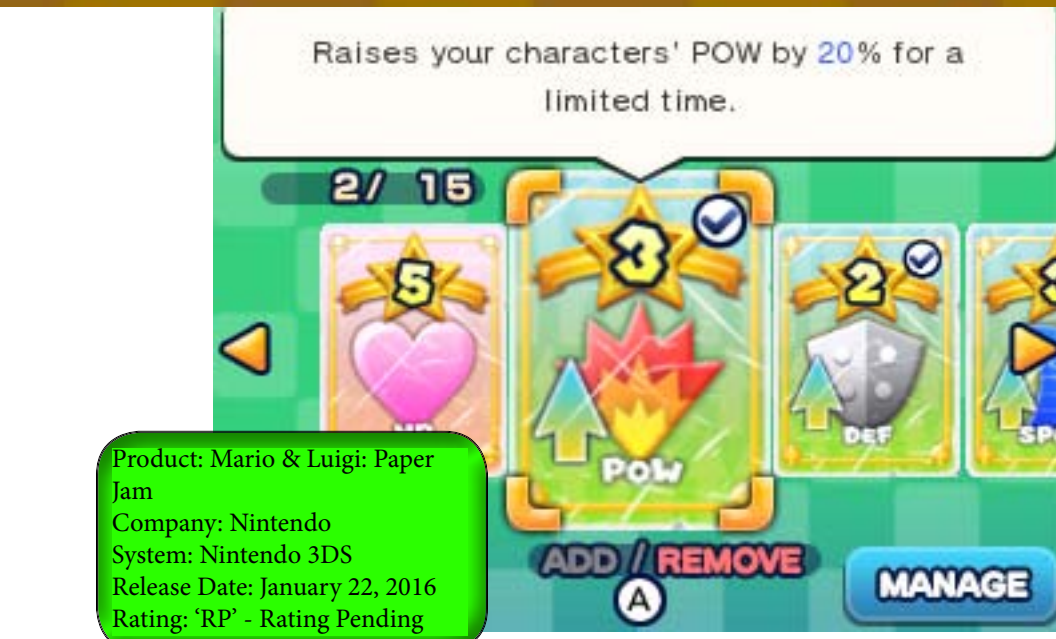 Raises your characters' POW by 20% for a
limited time.
2/ 15
5
3
2
POW
DEF
ADD / REMOVE
A
MANAGE
Product: Mario & Luigi: Paper
Jam
Company: Nintendo
System: Nintendo 3DS
Release Date: January 22, 2016
Rating: ‘RP’ - Rating Pending